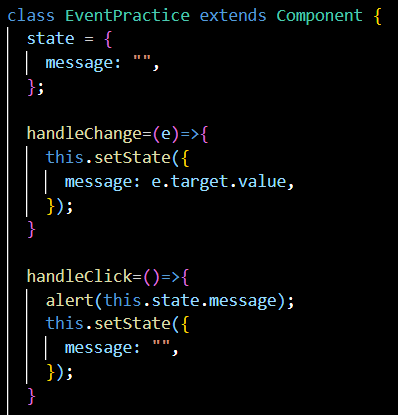 class EventPractice extends Component {
  state = {
    message: "",
  };

  handleChange=(e)=>{
    this.setState({
      message: e.target.value,
    });
  }

  handleClick=()=>{
    alert(this.state.message);
    this.setState({
      message: "",
    });
  }